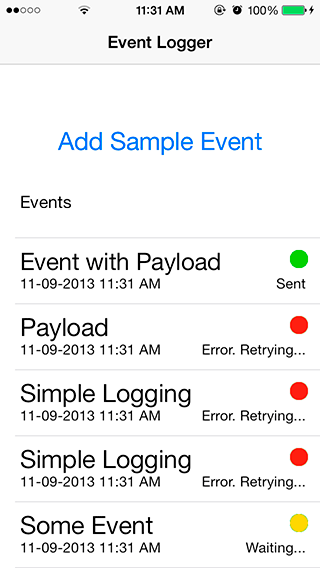 11:31 AM 100%
Event Logger
Add Sample Event
Events
Event with Payload
11-09-2013 11:31 AM Sent
Payload
11-09-2013 11:31 AM Error. Retrying...
Simple Logging
11-09-2013 11:31 AM Error. Retrying...
Simple Logging
11-09-2013 11:31 AM Error. Retrying...
Some Event
11-09-2013 11:31 AM Waiting...